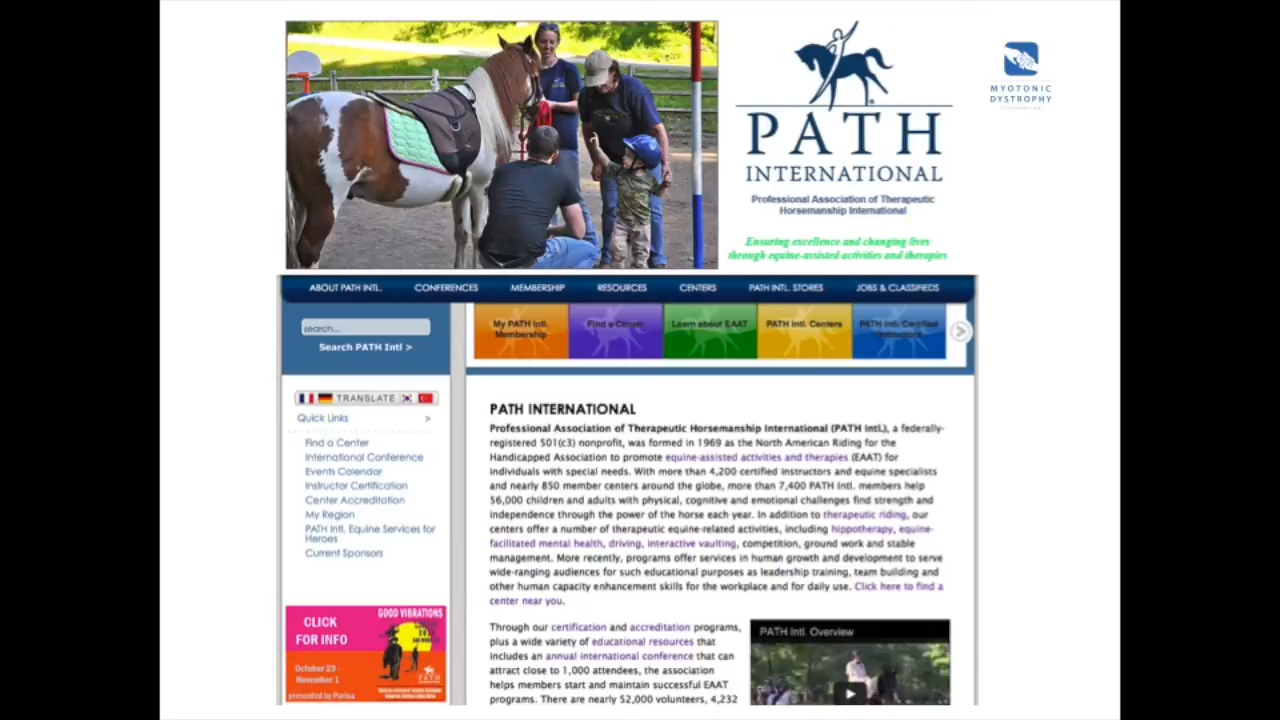 PATH
INTERNATIONAL
Professional Association of Therapeutic
Horsemanship International
Ensuring excellence and changing lives
through equine-assisted activities and therapies
MYOTONIC
DYSTROPHY
ABOUT PATH INTL. CONFERENCES MEMBERSHIP RESOURCES CENTERS PATH INTL. STORES JOBS & CLASSIFIEDS
search...
Search PATH Intl >
My PATH Intl.
Membership
Find a Center
Learn about EAAT
PATH Intl. Centers
PATH Intl. Certified
TRANSLATE
Quick Links >
Find a Center
International Conference
Events Calendar
Instructor Certification
Center Accreditation
My Region
PATH Intl. Equine Services for
Heroes
Current Sponsors
CLICK
FOR INFO
October 29 -
November 1
presented by Purina
GOOD VIBRATIONS
PATH
PATH INTERNATIONAL
Professional Association of Therapeutic Horsemanship International (PATH Intl.), a federally-
registered 501(c3) nonprofit, was formed in 1969 as the North American Riding for the
Handicapped Association to promote equine-assisted activities and therapies (EAAT) for
individuals with special needs. With more than 4,200 certified instructors and equine specialists
and nearly 850 member centers around the globe, more than 7,400 PATH Intl. members help
56,000 children and adults with physical, cognitive and emotional challenges find strength and
independence through the power of the horse each year. In addition to therapeutic riding, our
centers offer a number of therapeutic equine-related activities, including hippotherapy, equine-
facilitated mental health, driving, interactive vaulting, competition, ground work and stable
management. More recently, programs offer services in human growth and development to serve
wide-ranging audiences for such educational purposes as leadership training, team building and
other human capacity enhancement skills for the workplace and for daily use. Click here to find a
center near you.
Through our certification and accreditation programs,
plus a wide variety of educational resources that
includes an annual international conference that can
attract close to 1,000 attendees, the association
helps members start and maintain successful EAAT
programs. There are nearly 52,000 volunteers, 4,232
PATH Intl. Overview